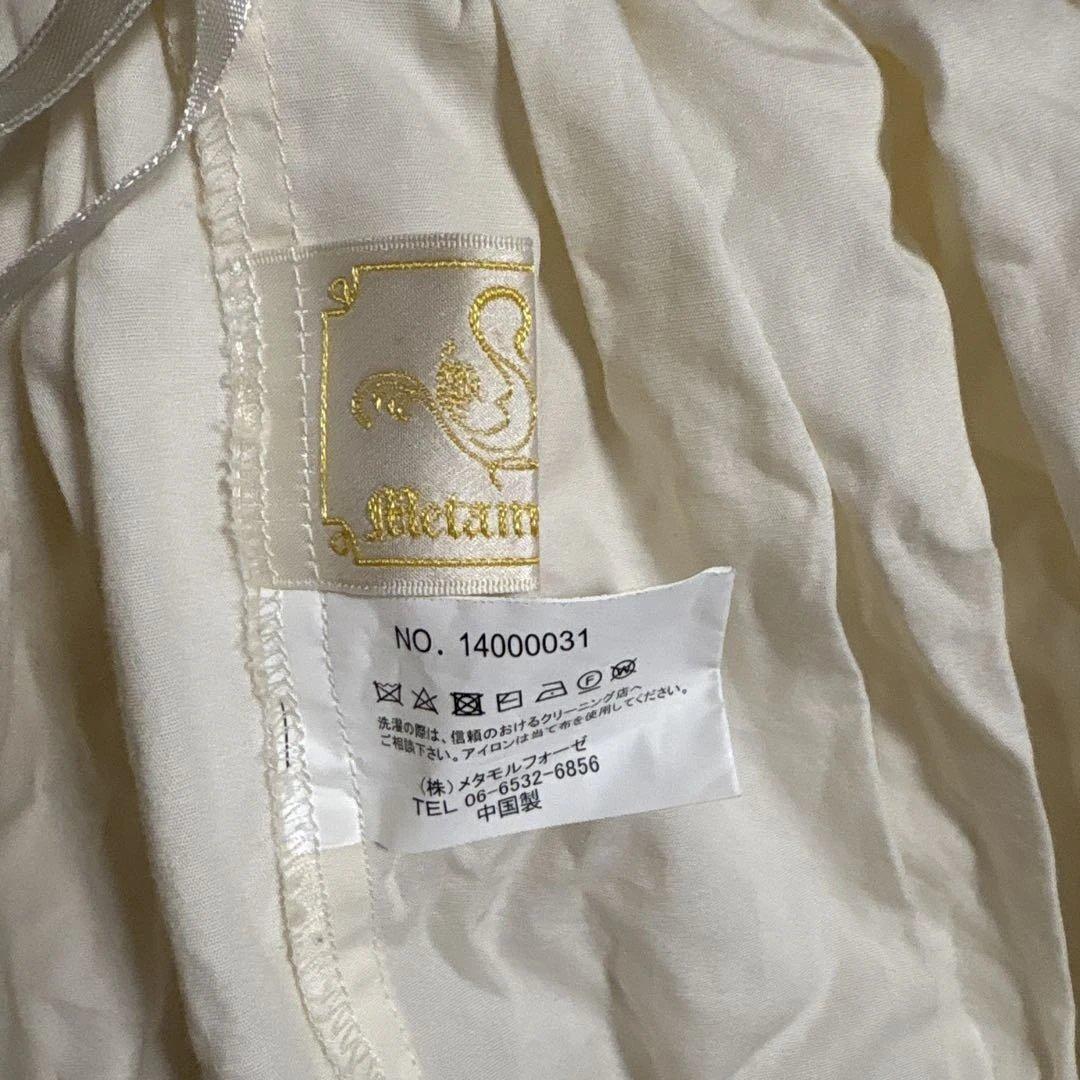 Metam
NO. 14000031
F W
洗濯の際は、信頼のおけるクリーニング店へ
ご相談下さい。アイロンは当て布を使用してください。
(株)メタモルフォーゼ
TEL 06-6532-6856
中国製